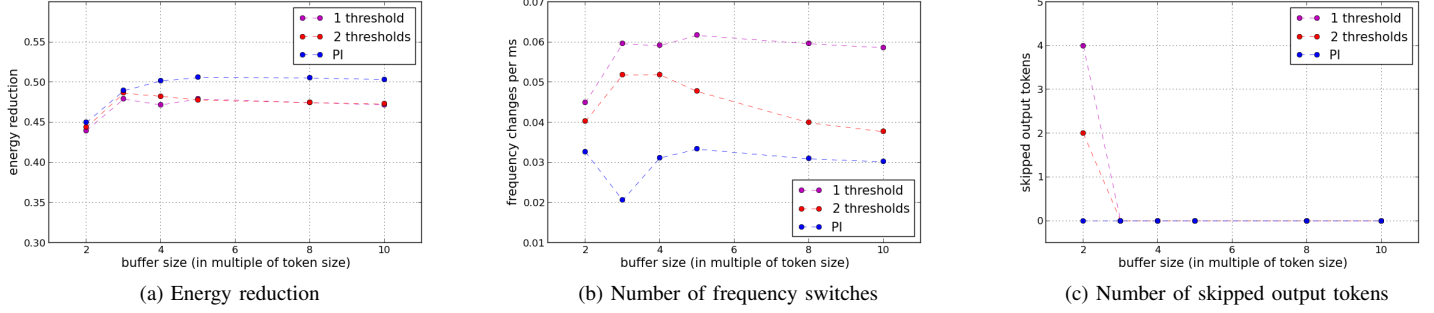 energy reduction
0.55
0.50
0.45
0.40
0.35
0.30
2
4
6
8
10
buffer size (in multiple of token size)
1 threshold
2 thresholds
PI
(a) Energy reduction
frequency changes per ms
0.06
0.05
0.04
0.03
0.02
0.01
2
4
6
8
10
buffer size (in multiple of token size)
1 threshold
2 thresholds
PI
(b) Number of frequency switches
skipped output tokens
5
4
3
2
1
0
2
4
6
8
10
buffer size (in multiple of token size)
1 threshold
2 thresholds
PI
(c) Number of skipped output tokens